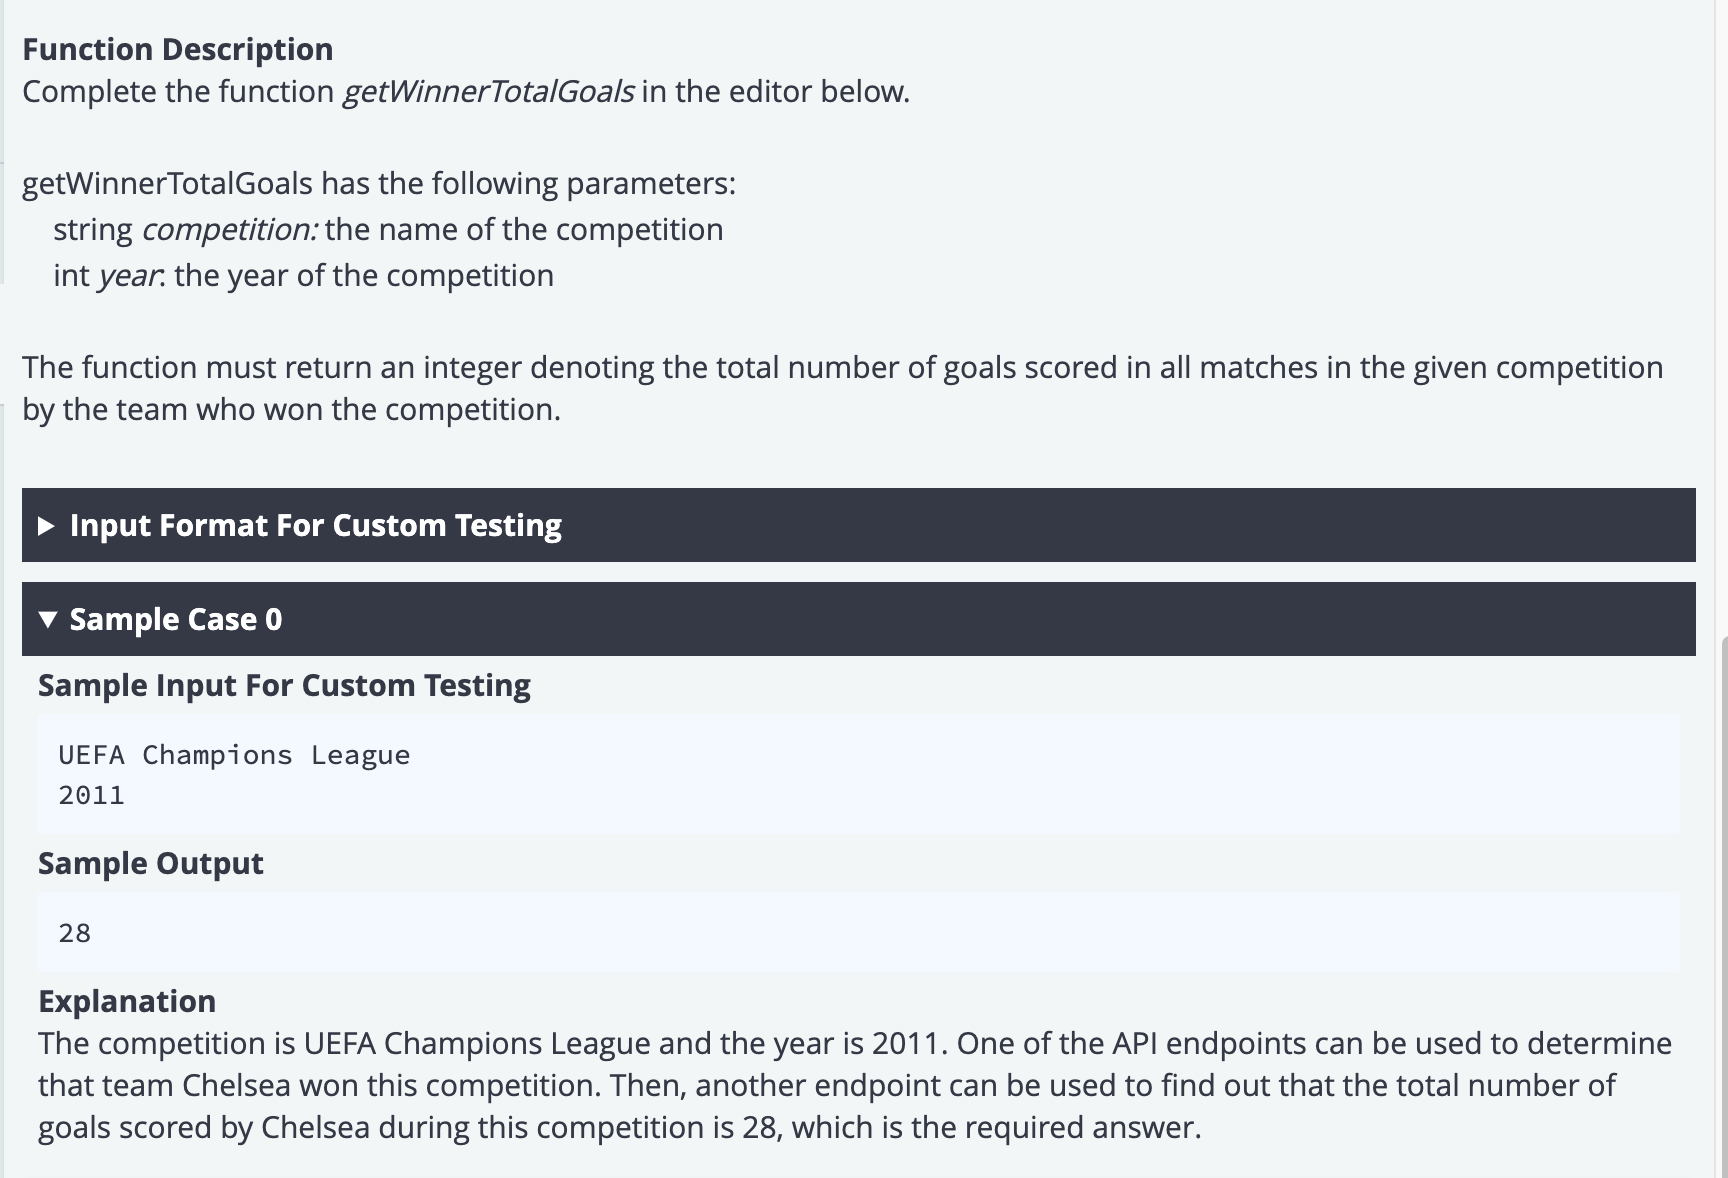 Function Description
Complete the function getWinnerTotalGoals in the editor below.
getWinnerTotalGoals has the following parameters:
string competition: the name of the competition
int year: the year of the competition
The function must return an integer denoting the total number of goals scored in all matches in the given competition
by the team who won the competition.
Input Format For Custom Testing
Sample Case 0
Sample Input For Custom Testing
UEFA Champions League
2011
Sample Output
28
Explanation
The competition is UEFA Champions League and the year is 2011. One of the API endpoints can be used to determine
that team Chelsea won this competition. Then, another endpoint can be used to find out that the total number of
goals scored by Chelsea during this competition is 28, which is the required answer.